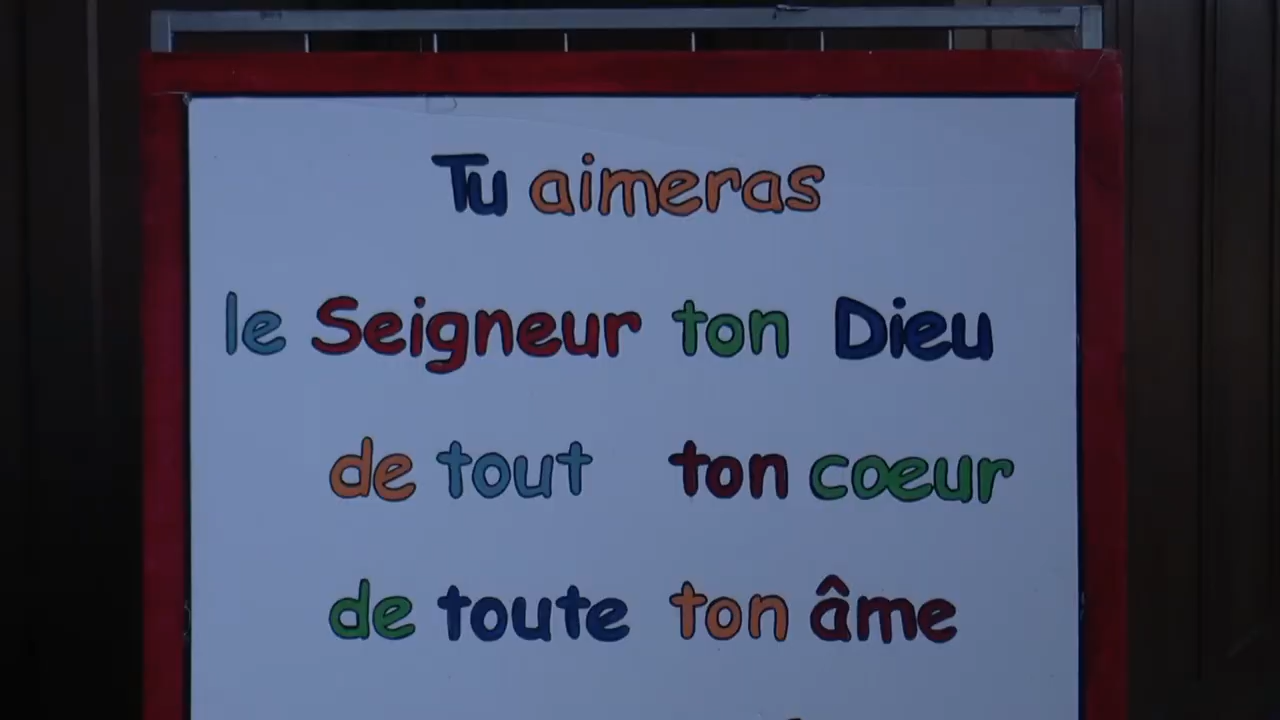 Tu aimeras
le Seigneur ton Dieu
de tout ton coeur
de toute ton âme